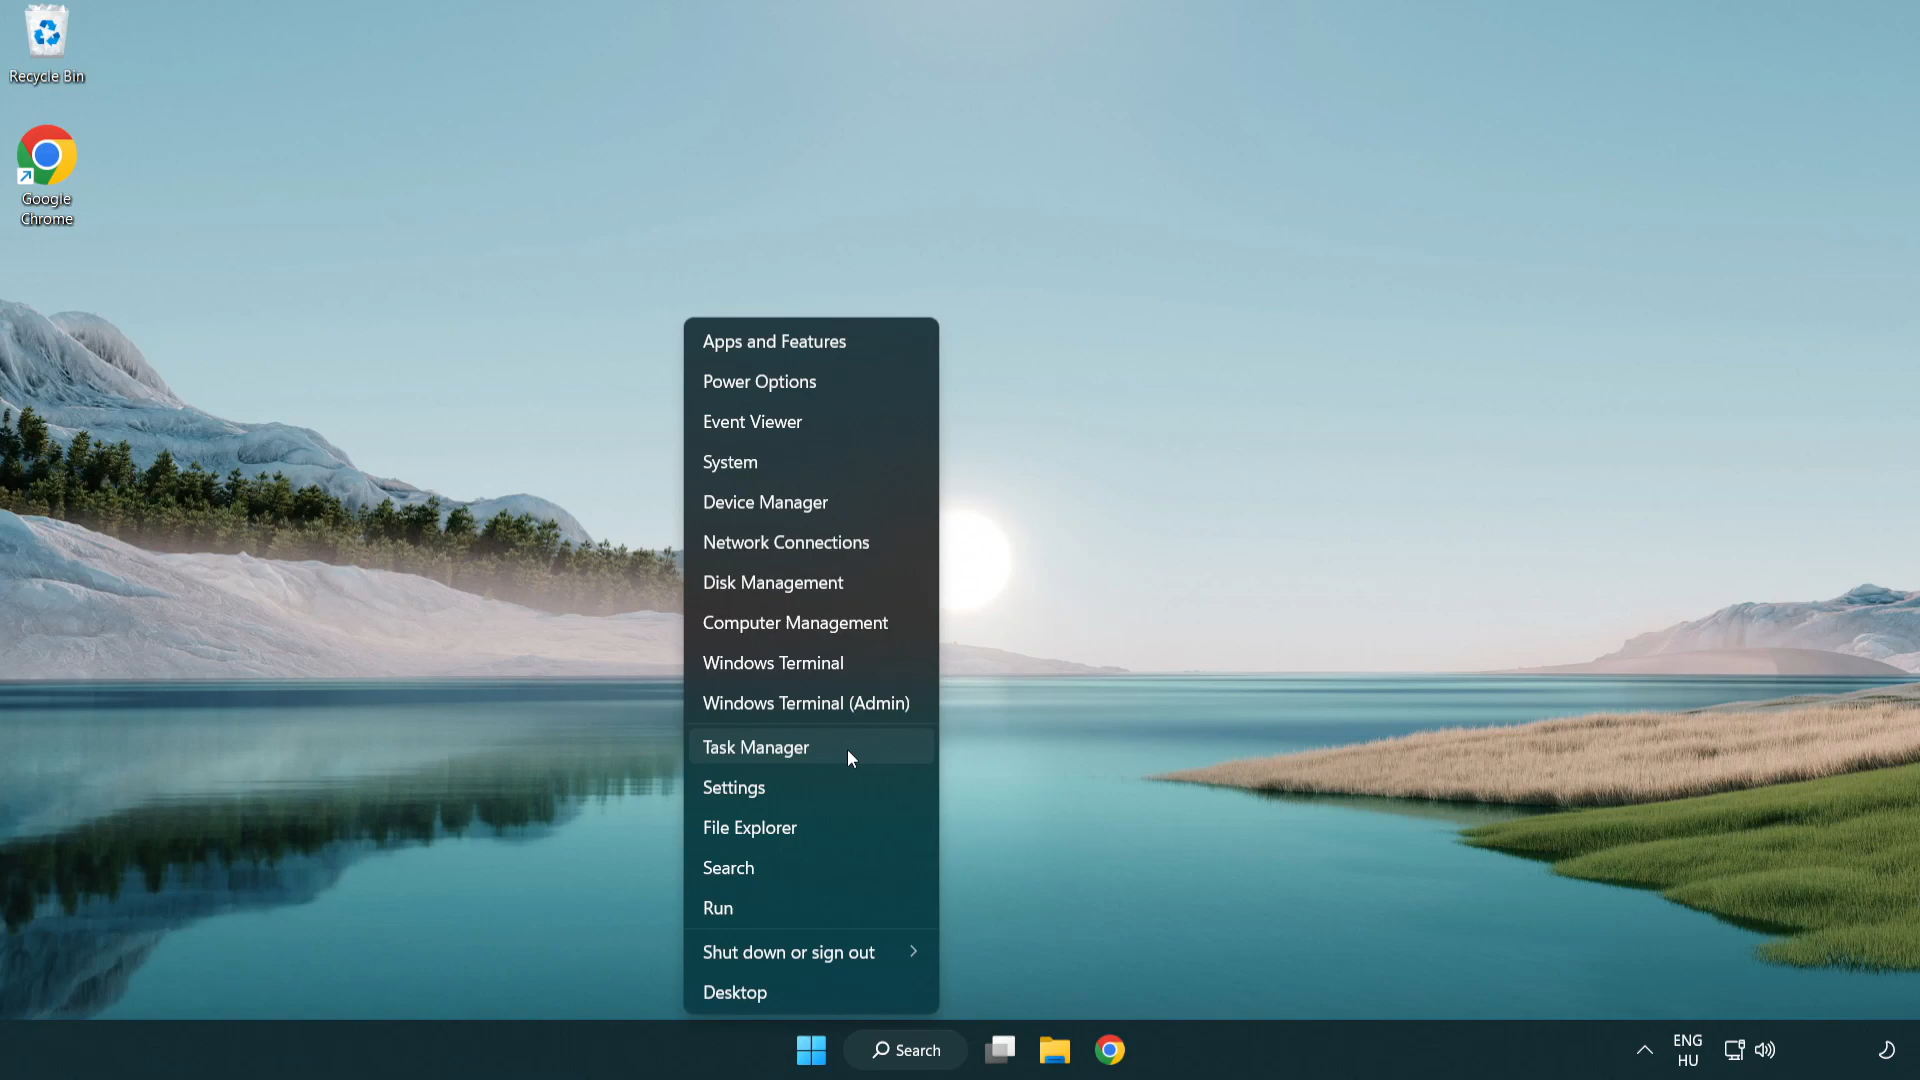 Recycle Bin
Google
Chrome
Apps and Features
Power Options
Event Viewer
System
Device Manager
Network Connections
Disk Management
Computer Management
Windows Terminal
Windows Terminal (Admin)
Task Manager
Settings
File Explorer
Search
Run
Shut down or sign out
Desktop
Search
ENG
HU